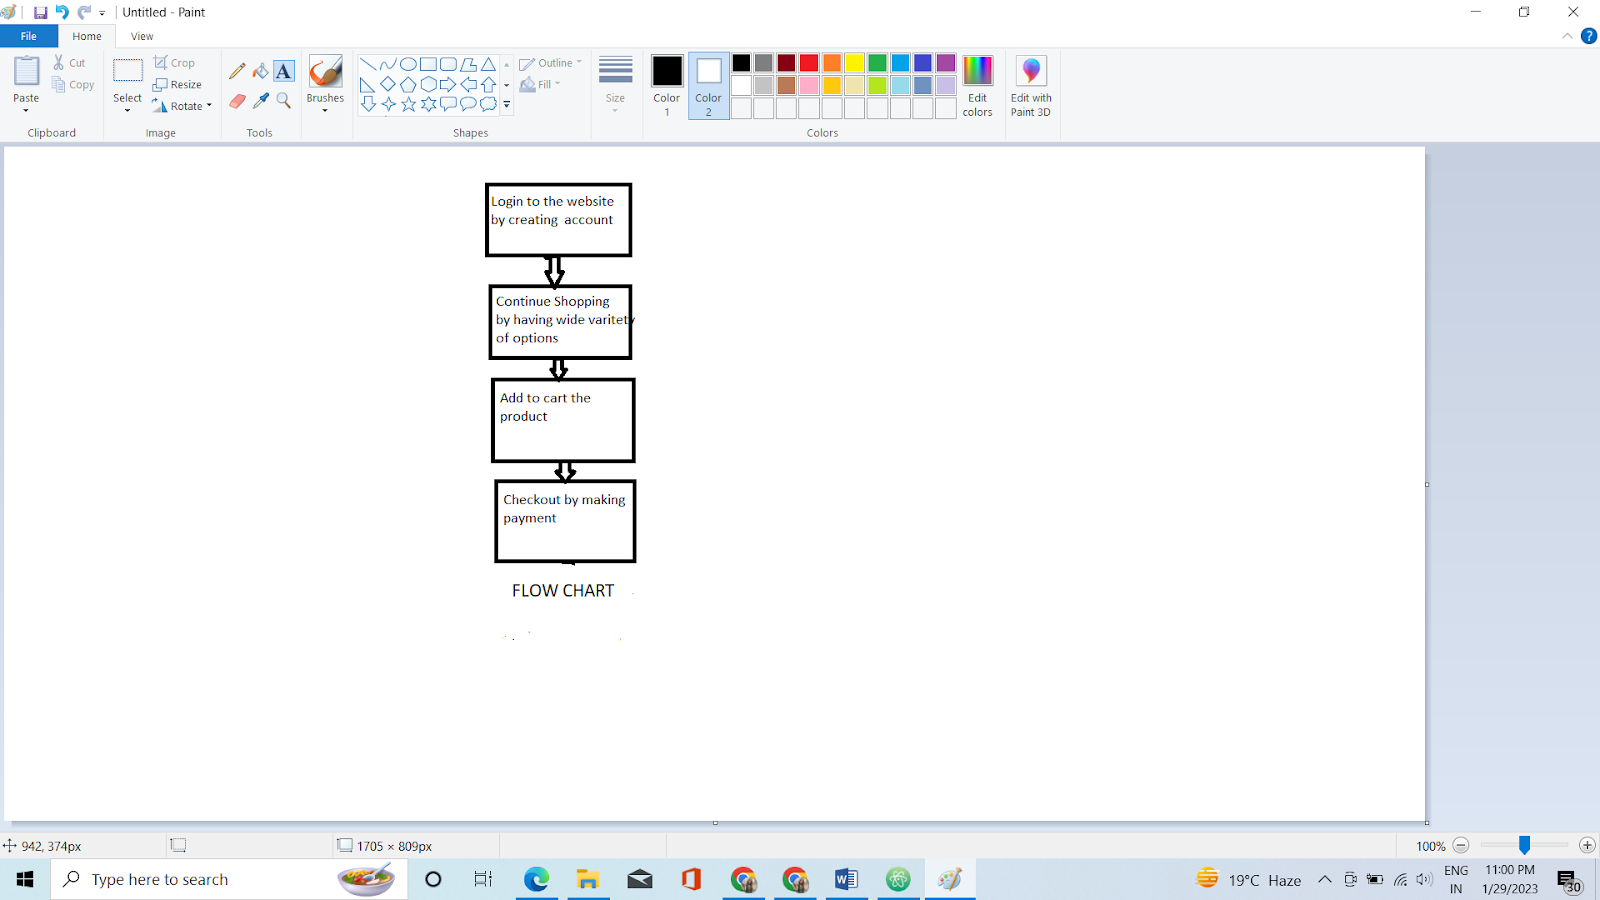 Untitled - Paint
File
Home
View
Paste
Cut
Copy
Clipboard
Select
Crop
Resize
Rotate
Image
A
Tools
Brushes
Outline
Fill
Shapes
Size
Color
1
Color
2
Edit
colors
Colors
Edit with
Paint 3D
?
Login to the website
by creating  account
Continue Shopping
by having wide varitety
of options
Add to cart the
product
Checkout by making
payment
FLOW CHART
942, 374px
1705 × 809px
100%
Type here to search
19°C  Haze
ENG
IN
11:00 PM
1/29/2023
30